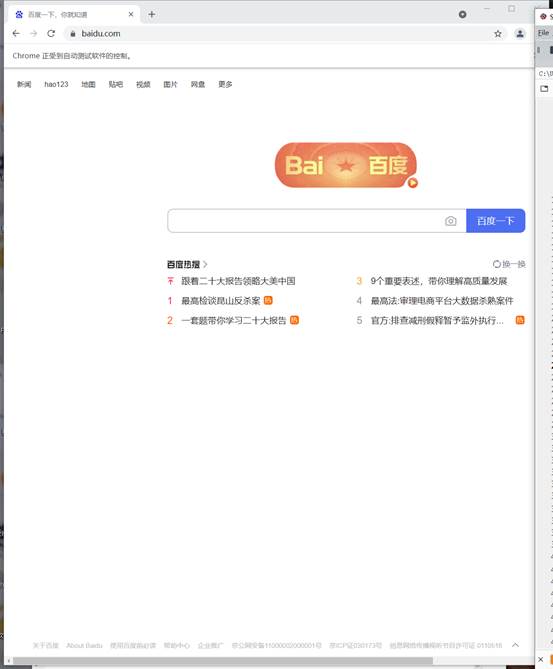 百度一下，你就知道
baidu.com
Chrome 正受到自动测试软件的控制。
新闻 hao123 地图 贴吧 视频 图片 网盘 更多
Bai 百度
百度一下
百度热搜 换一换
跟着二十大报告领略大美中国
1 最高检谈昆山反杀案 热
2 一套题带你学习二十大报告 热
3 9个重要表述，带你理解高质量发展
4 最高法:审理电商平台大数据杀熟案件
5 官方:排查减刑假释暂予监外执行... 热
关于百度 About Baidu 使用百度前必读 帮助中心 企业推广 京公网安备11000002000001号 京ICP证030173号 信息网络传播视听节目许可证 0110516
File